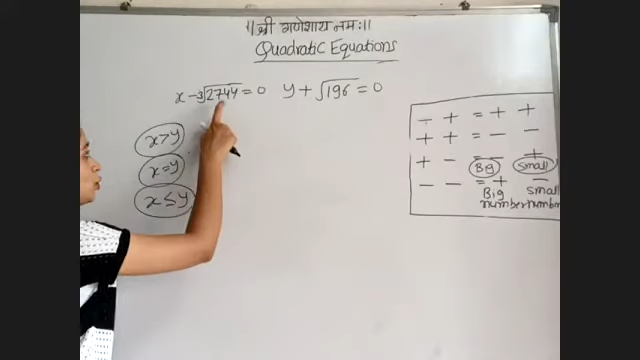 ॥ श्री गणेशाय नमः ॥
Quadratic Equations
x - ∛2744 = 0 y + √196 = 0
x > y
x = y
x ≤ y
- + = + +
+ + = - -
+ - = - +
Big Small
- - = + -
Big small
number number